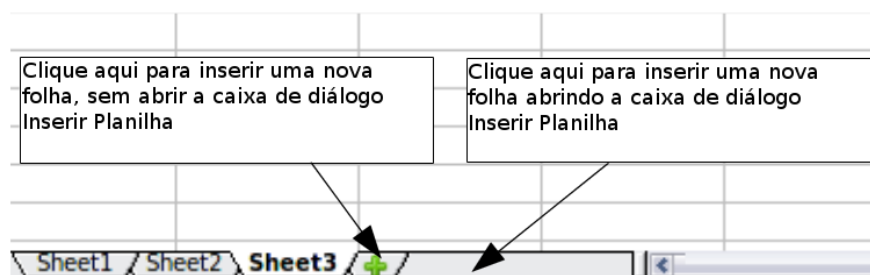 Clique aqui para inserir uma nova
folha, sem abrir a caixa de diálogo
Inserir Planilha
Clique aqui para inserir uma nova
folha abrindo a caixa de diálogo
Inserir Planilha
Sheet1 Sheet2 Sheet3